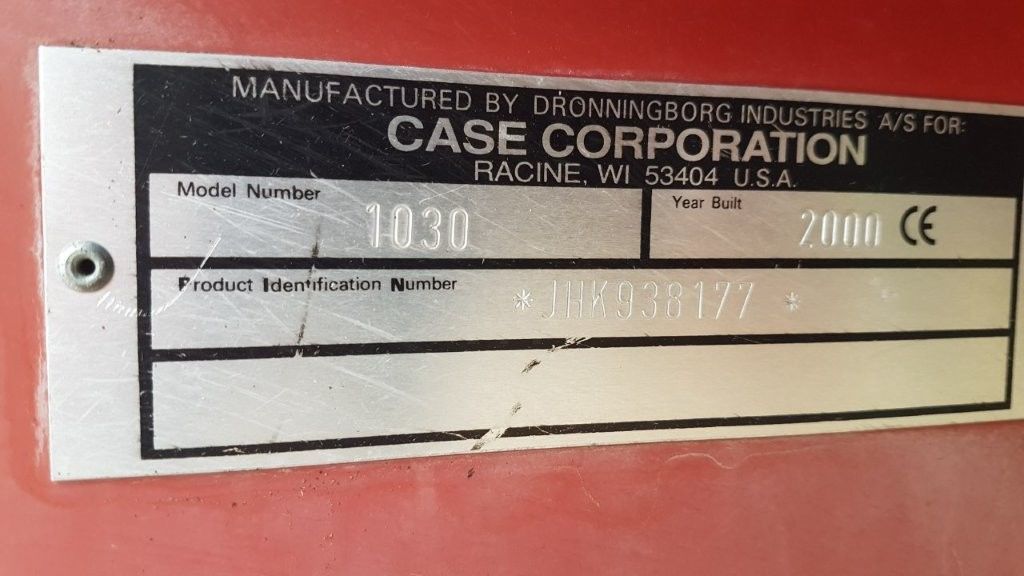 MANUFACTURED BY DRONNINGBORG INDUSTRIES A/S FOR:
CASE CORPORATION
RACINE, WI 53404 U.S.A.
Model Number 1030
Year Built 2000 CE
Product Identification Number *JHK938177 *